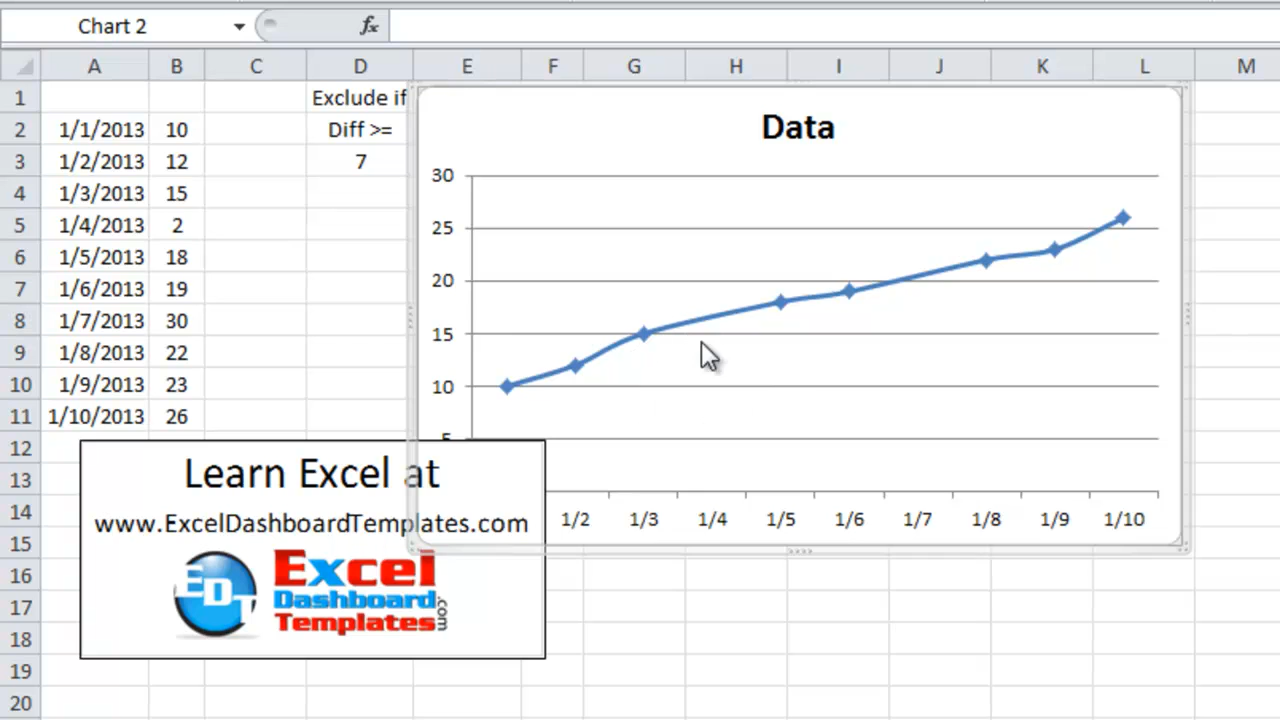 Chart 2
fx
A B C D E F G H I J K L M
1 Exclude if
2 1/1/2013 10 Diff >=
3 1/2/2013 12 7
4 1/3/2013 15
5 1/4/2013 2
6 1/5/2013 18
7 1/6/2013 19
8 1/7/2013 30
9 1/8/2013 22
10 1/9/2013 23
11 1/10/2013 26
12
13
14
15
16
17
18
19
20
Data
30
25
20
15
10
5
1/2 1/3 1/4 1/5 1/6 1/7 1/8 1/9 1/10
Learn Excel at
www.ExcelDashboardTemplates.com
EDT
Excel
Dashboard
Templates.com